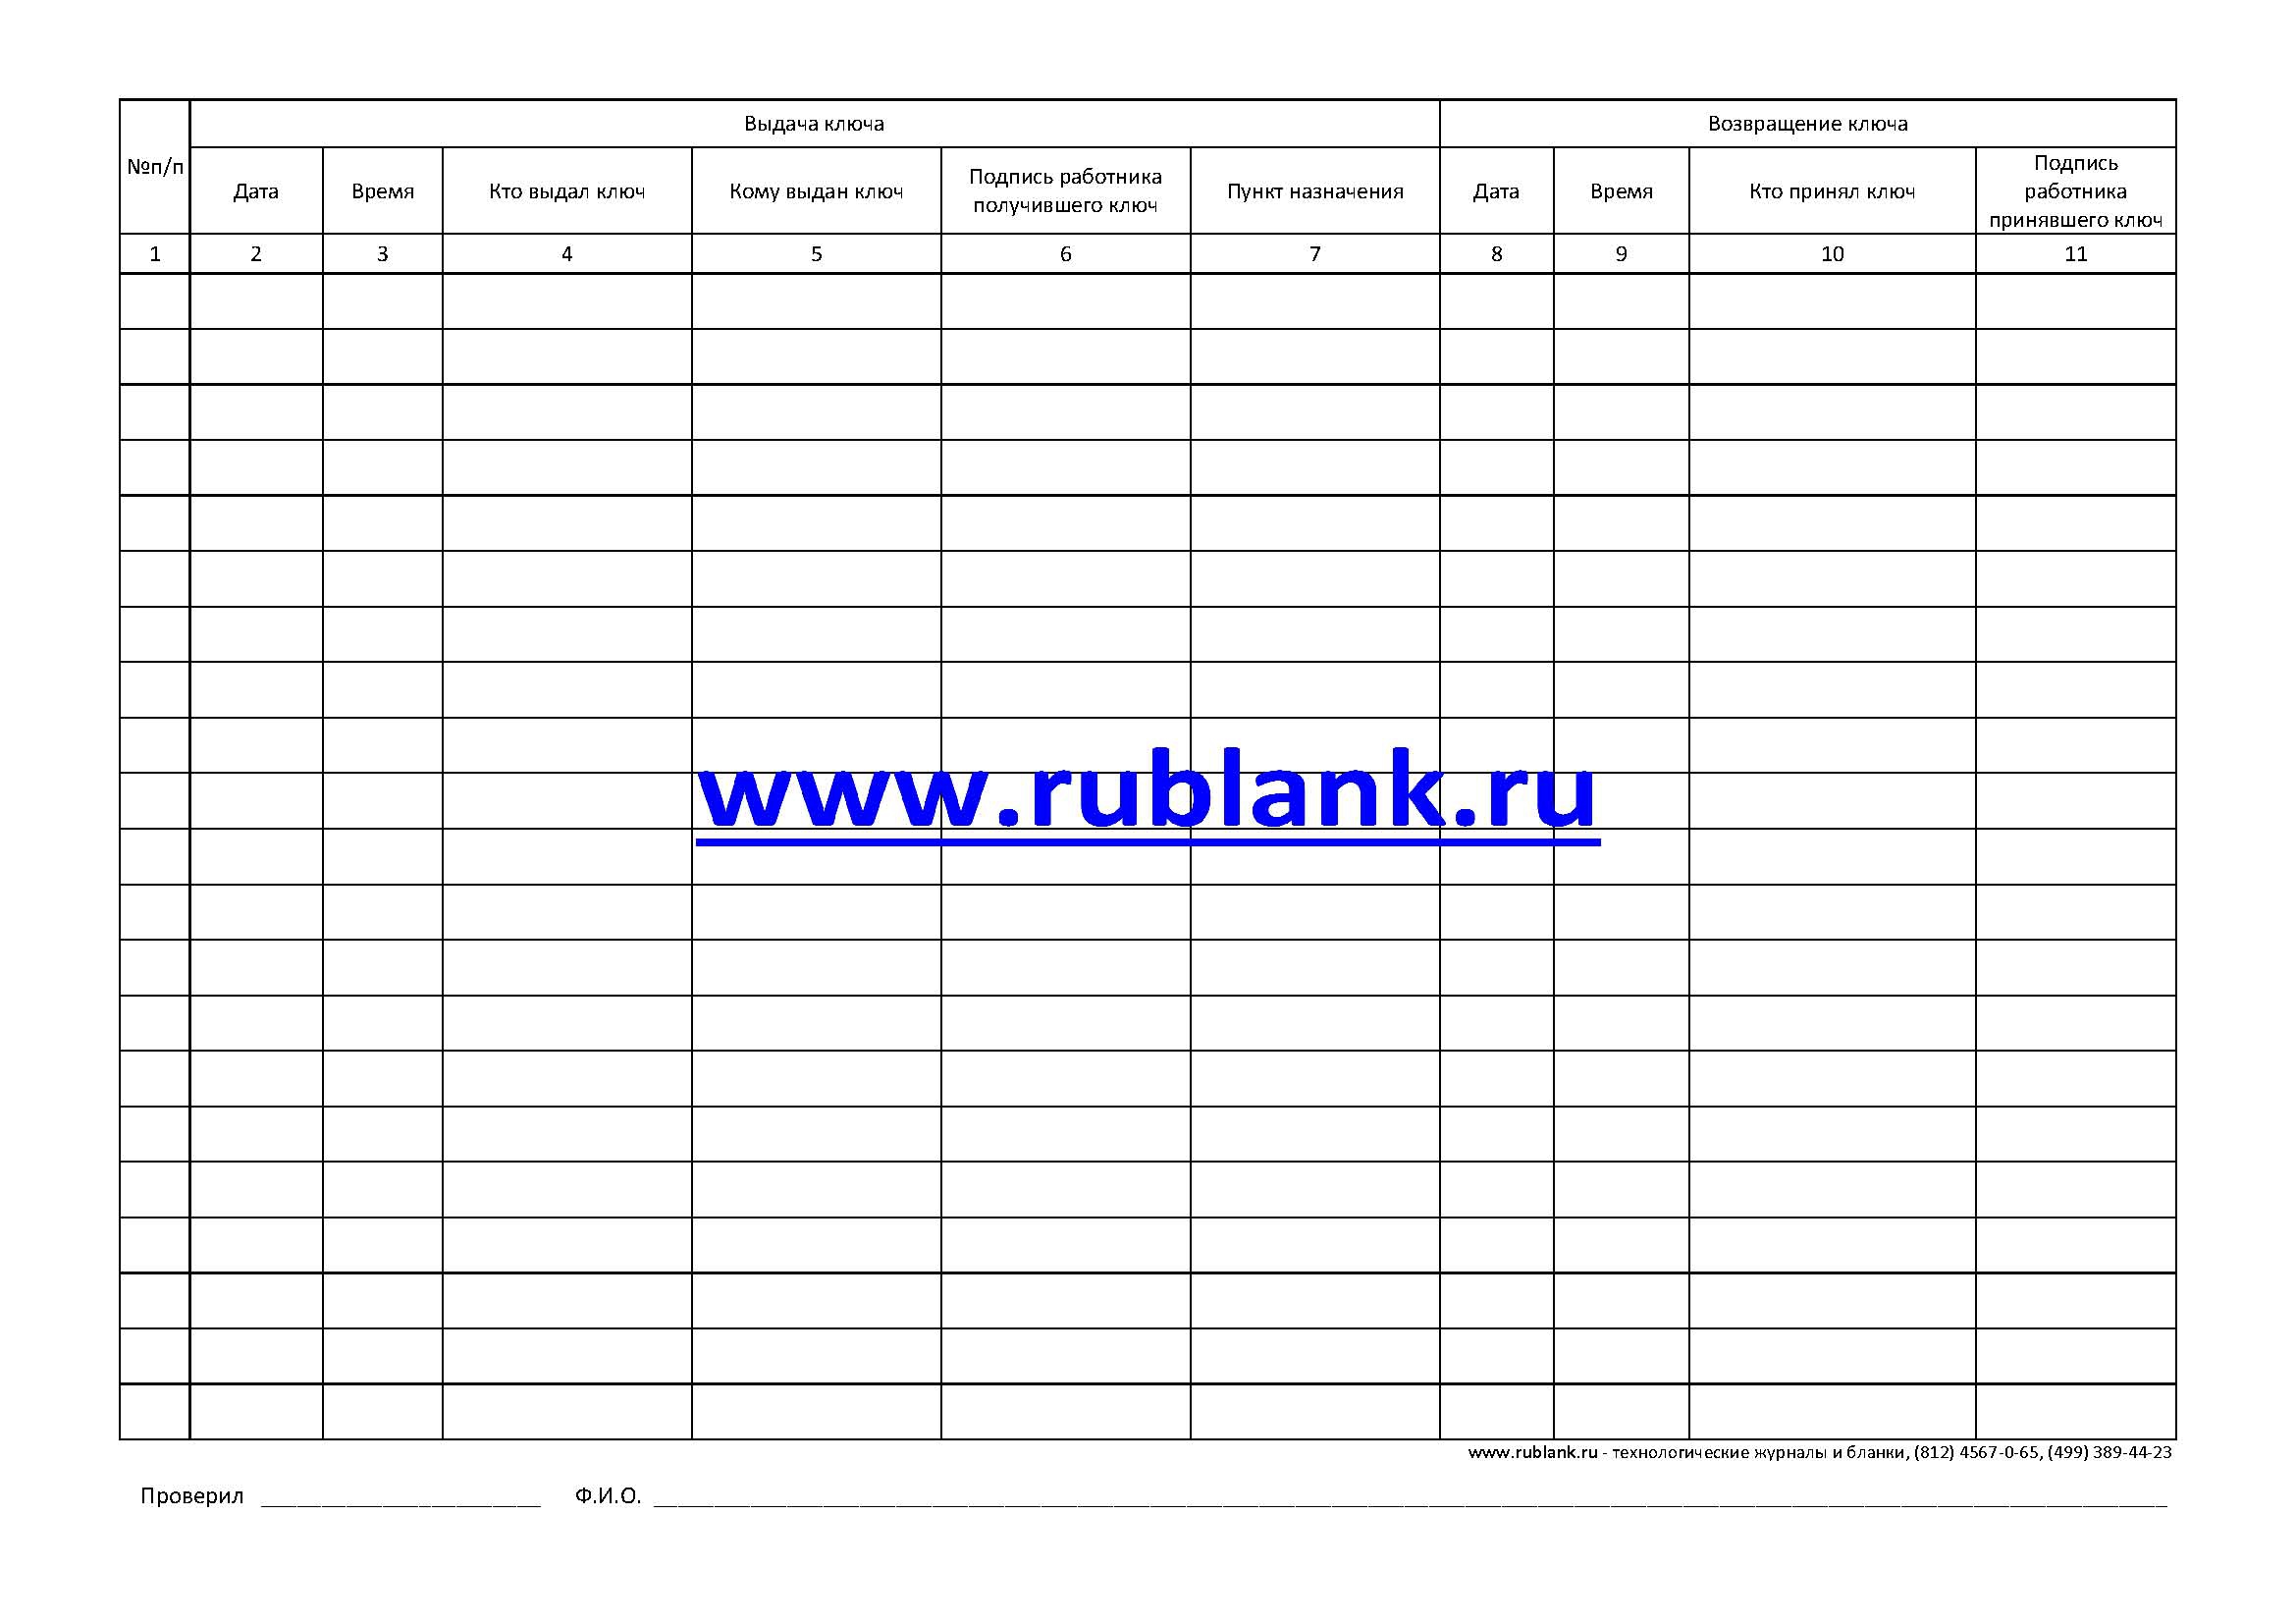 Выдача ключа
Возвращение ключа
№п/п
Дата
Время
Кто выдал ключ
Кому выдан ключ
Подпись работника
получившего ключ
Пункт назначения
Дата
Время
Кто принял ключ
Подпись
работника
принявшего ключ
1 2 3 4 5 6 7 8 9 10 11
www.rublank.ru
www.rublank.ru - технологические журналы и бланки, (812) 4567-0-65, (499) 389-44-23
Проверил ________________________ Ф.И.О. ________________________